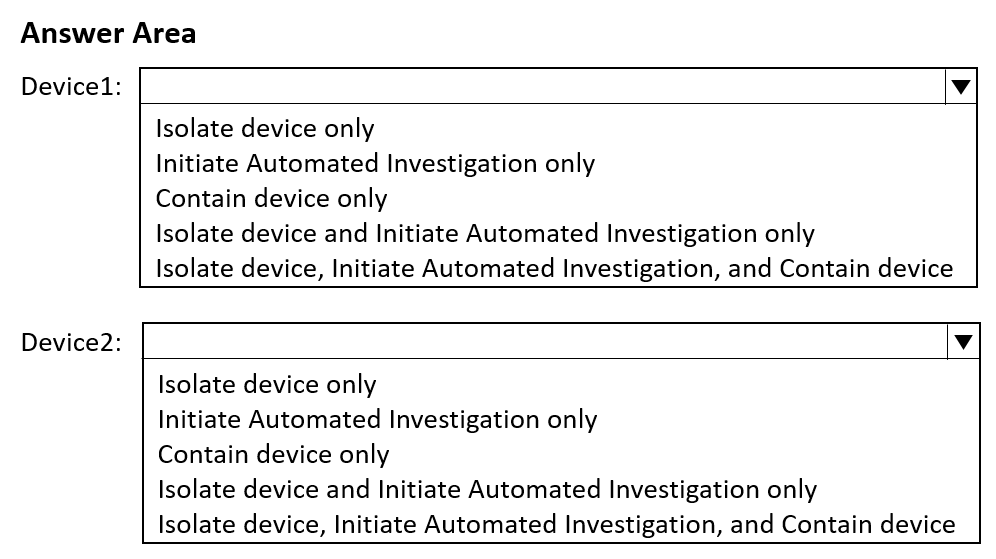 Answer Area
Device1:
Isolate device only
Initiate Automated Investigation only
Contain device only
Isolate device and Initiate Automated Investigation only
Isolate device, Initiate Automated Investigation, and Contain device
Device2:
Isolate device only
Initiate Automated Investigation only
Contain device only
Isolate device and Initiate Automated Investigation only
Isolate device, Initiate Automated Investigation, and Contain device